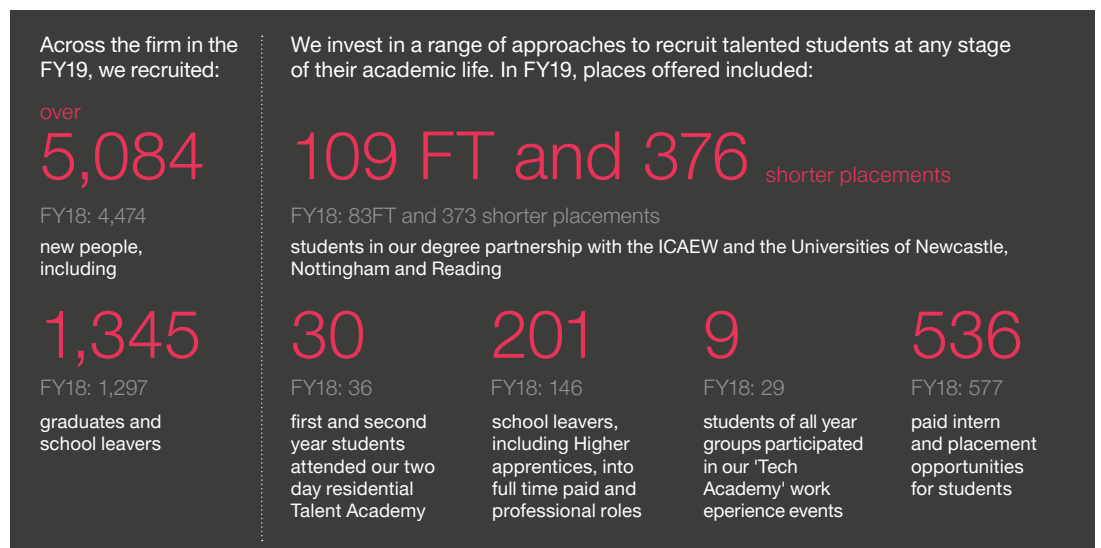 Across the firm in the
FY19, we recruited:
over
5,084
FY18: 4,474
new people,
including
1,345
FY18: 1,297
graduates and
school leavers
We invest in a range of approaches to recruit talented students at any stage
of their academic life. In FY19, places offered included:
109 FT and 376 shorter placements
FY18: 83FT and 373 shorter placements
students in our degree partnership with the ICAEW and the Universities of Newcastle,
Nottingham and Reading
30
FY18: 36
first and second
year students
attended our two
day residential
Talent Academy
201
FY18: 146
school leavers,
including Higher
apprentices, into
full time paid and
professional roles
9
FY18: 29
students of all year
groups participated
in our 'Tech
Academy' work
eperience events
536
FY18: 577
paid intern
and placement
opportunities
for students